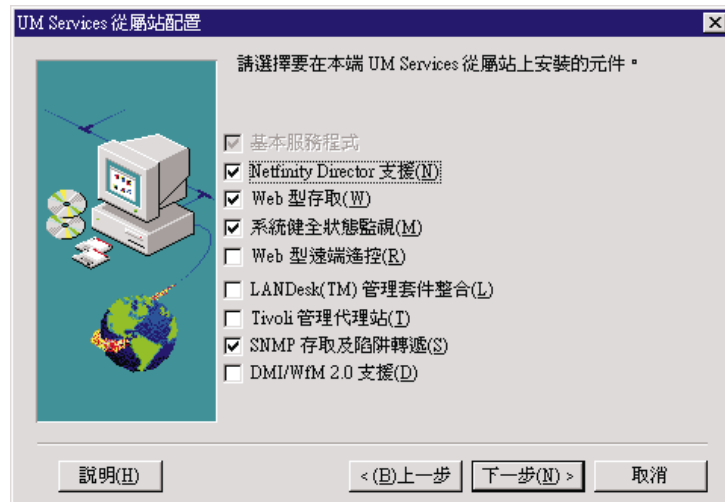 UM Services 從屬站配置
請選擇要在本端 UM Services 從屬站上安裝的元件。
基本服務程式
Netfinity Director 支援(N)
Web 型存取(W)
系統健全狀態監視(M)
Web 型遠端遙控(R)
LANDesk(TM) 管理套件整合(L)
Tivoli 管理代理站(T)
SNMP 存取及陷阱轉遞(S)
DMI/WfM 2.0 支援(D)
說明(H) <(B)上一步 下一步(N) > 取消